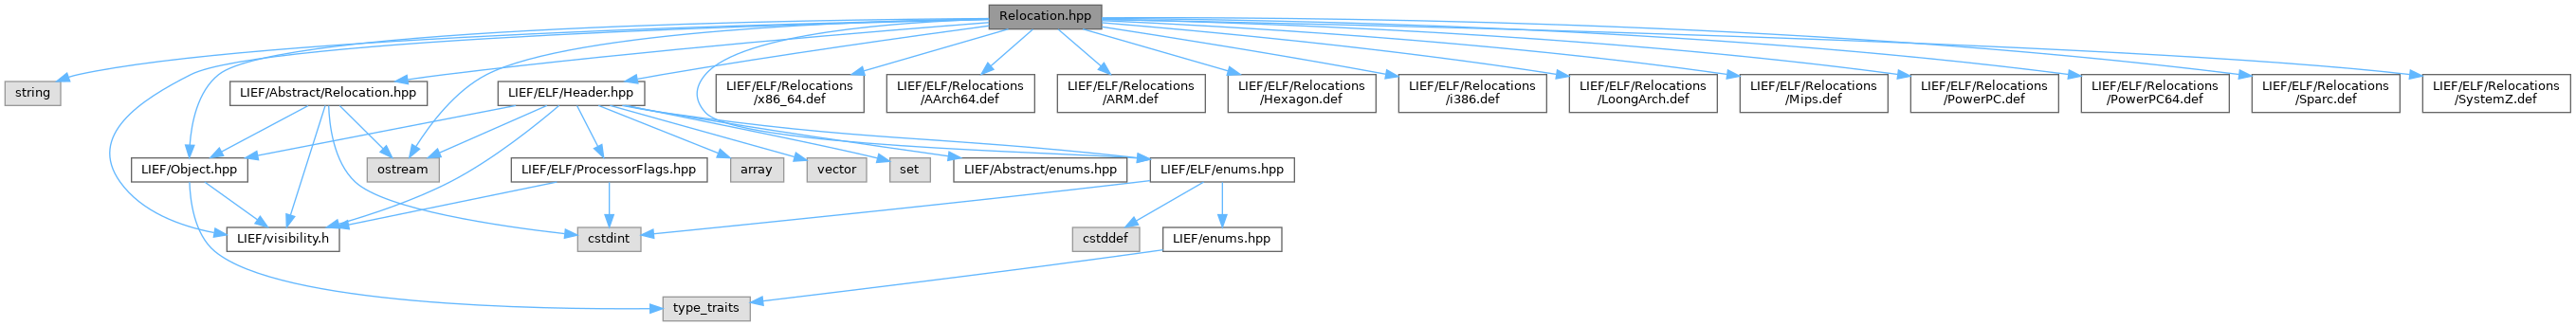 Relocation.hpp
string
LIEF/Abstract/Relocation.hpp
LIEF/ELF/Header.hpp
LIEF/ELF/Relocations
/x86_64.def
LIEF/ELF/Relocations
/AArch64.def
LIEF/ELF/Relocations
/ARM.def
LIEF/ELF/Relocations
/Hexagon.def
LIEF/ELF/Relocations
/i386.def
LIEF/ELF/Relocations
/LoongArch.def
LIEF/ELF/Relocations
/Mips.def
LIEF/ELF/Relocations
/PowerPC.def
LIEF/ELF/Relocations
/PowerPC64.def
LIEF/ELF/Relocations
/Sparc.def
LIEF/ELF/Relocations
/SystemZ.def
LIEF/Object.hpp
ostream
LIEF/ELF/ProcessorFlags.hpp
array
vector
set
LIEF/Abstract/enums.hpp
LIEF/ELF/enums.hpp
LIEF/visibility.h
cstdint
cstddef
LIEF/enums.hpp
type_traits